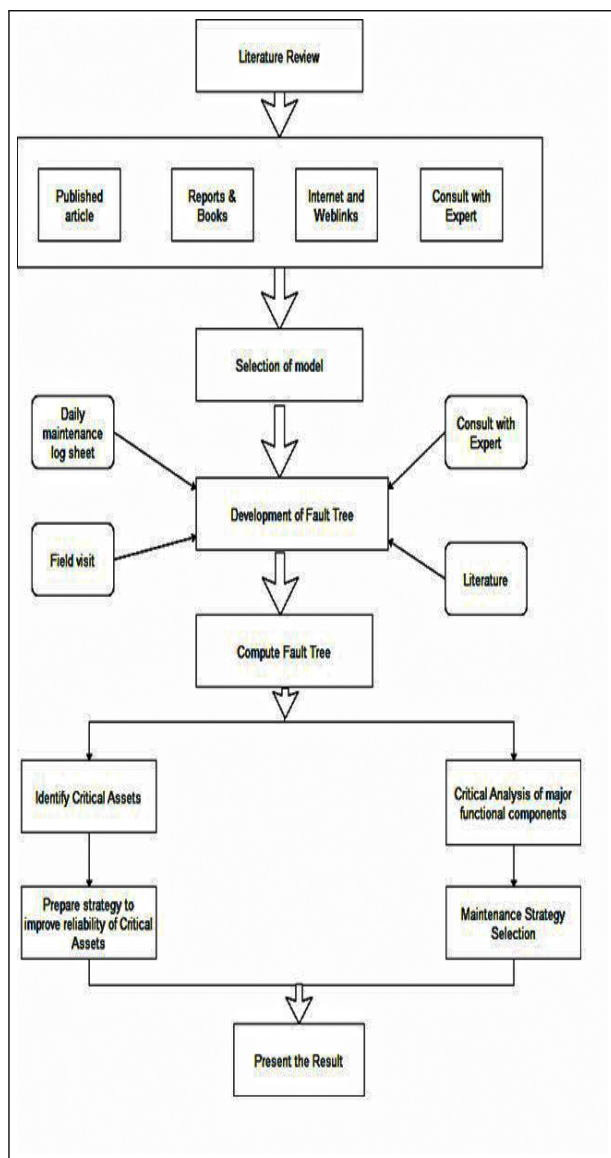 Literature Review
Published
article
Reports &
Books
Internet and
Weblinks
Consult with
Expert
Selection of model
Daily
maintenance
log sheet
Consult with
Expert
Development of Fault Tree
Field visit
Literature
Compute Fault Tree
Identify Critical Assets
Critical Analysis of major
functional components
Prepare strategy to
improve reliability of Critical
Assets
Maintenance Strategy
Selection
Present the Result